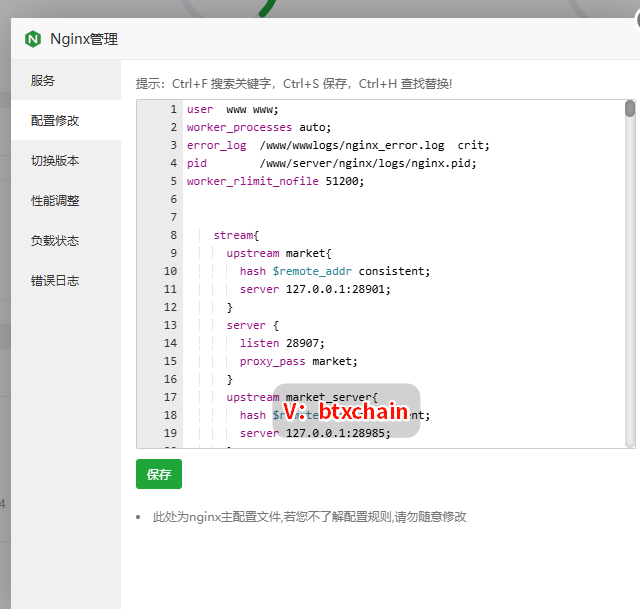 Nginx管理
服务
配置修改
切换版本
性能调整
负载状态
错误日志
提示：Ctrl+F 搜索关键字，Ctrl+S 保存，Ctrl+H 查找替换!
1 user  www www;
2 worker_processes auto;
3 error_log  /www/wwwlogs/nginx_error.log  crit;
4 pid        /www/server/nginx/logs/nginx.pid;
5 worker_rlimit_nofile 51200;
6
7
8 stream{
9 upstream market{
10 hash $remote_addr consistent;
11 server 127.0.0.1:28901;
12 }
13 server {
14 listen 28907;
15 proxy_pass market;
16 }
17 upstream market_server{
18 hash
19 server 127.0.0.1:28985;
V：btxchain
保存
此处为nginx主配置文件,若您不了解配置规则,请勿随意修改
4